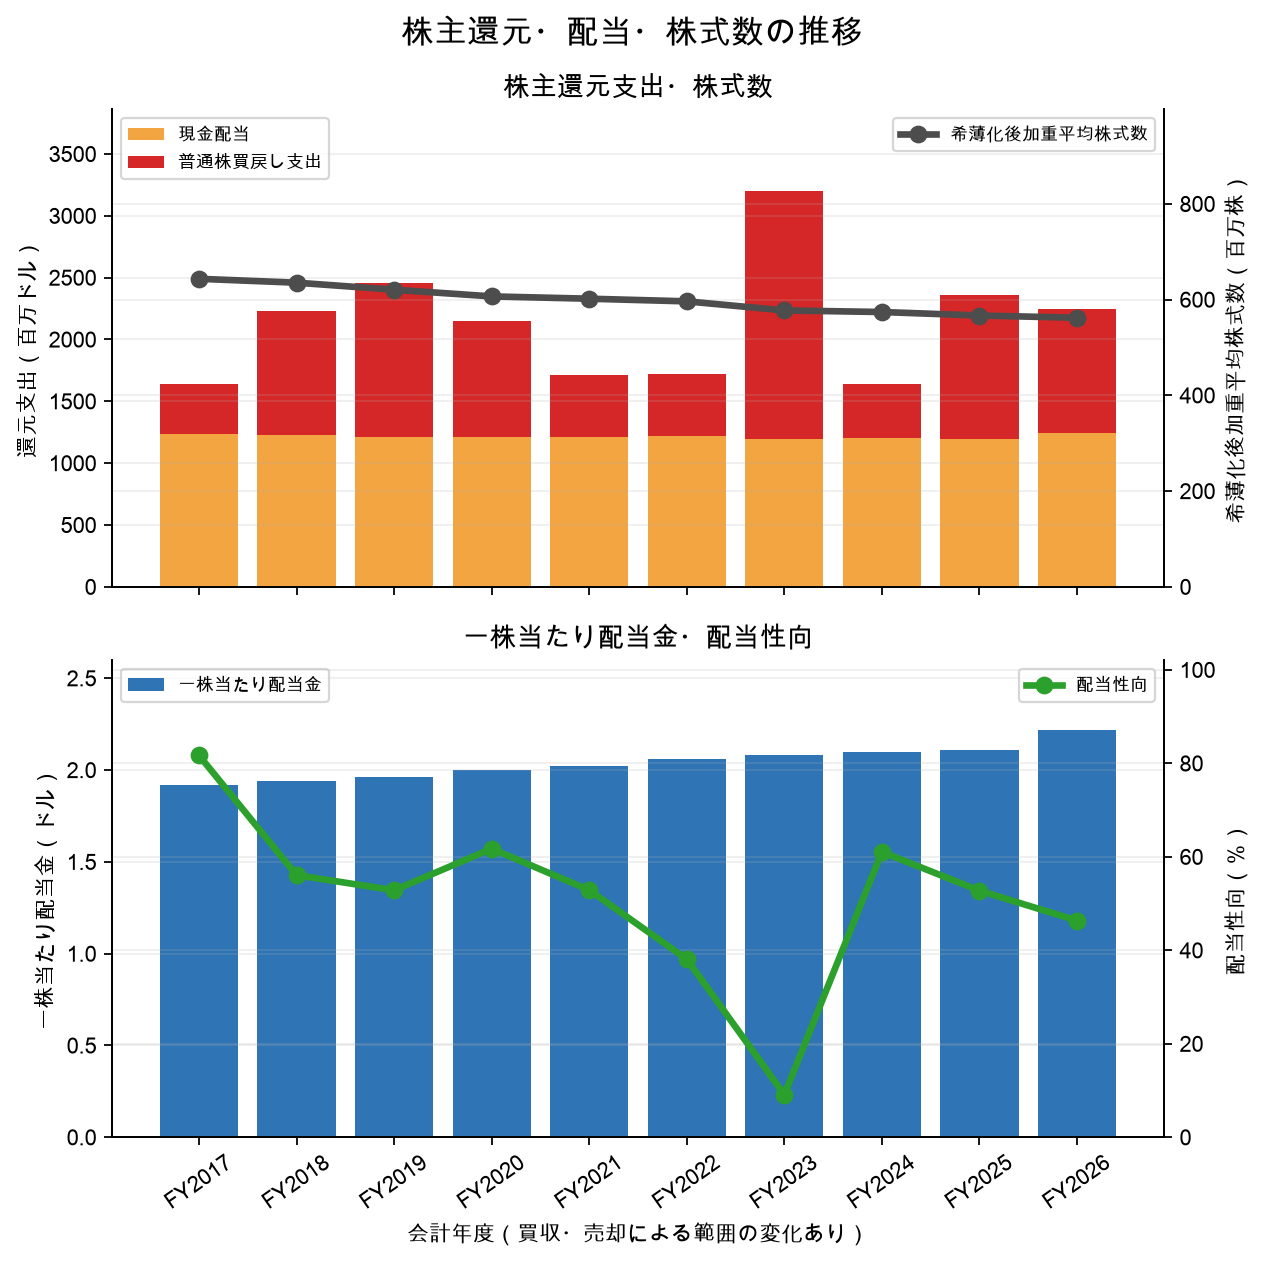 株主還元・配当・株式数の推移
株主還元支出・株式数
現金配当
普通株買戻し支出
希薄化後加重平均株式数
3500
3000
2500
2000
1500
1000
500
0
還元支出(百万ドル)
800
600
400
200
0
希薄化後加重平均株式数(百万株)
一株当たり配当金・配当性向
一株当たり配当金
配当性向
2.5
2.0
1.5
1.0
0.5
0.0
一株当たり配当金(ドル)
100
80
60
40
20
0
配当性向(%)
FY2017
FY2018
FY2019
FY2020
FY2021
FY2022
FY2023
FY2024
FY2025
FY2026
会計年度(買収・売却による範囲の変化あり)